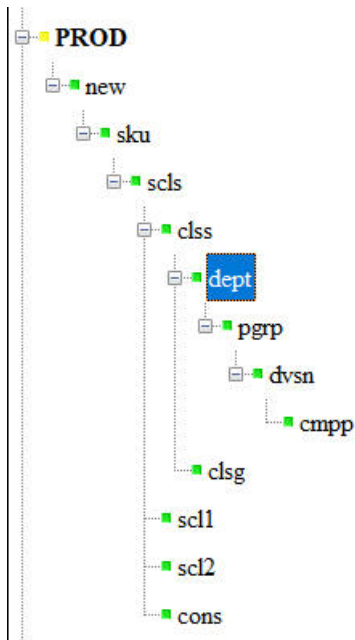 PROD
new
sku
scls
clss
dept
pgrp
dvsn
cmpp
clsg
scl1
scl2
cons